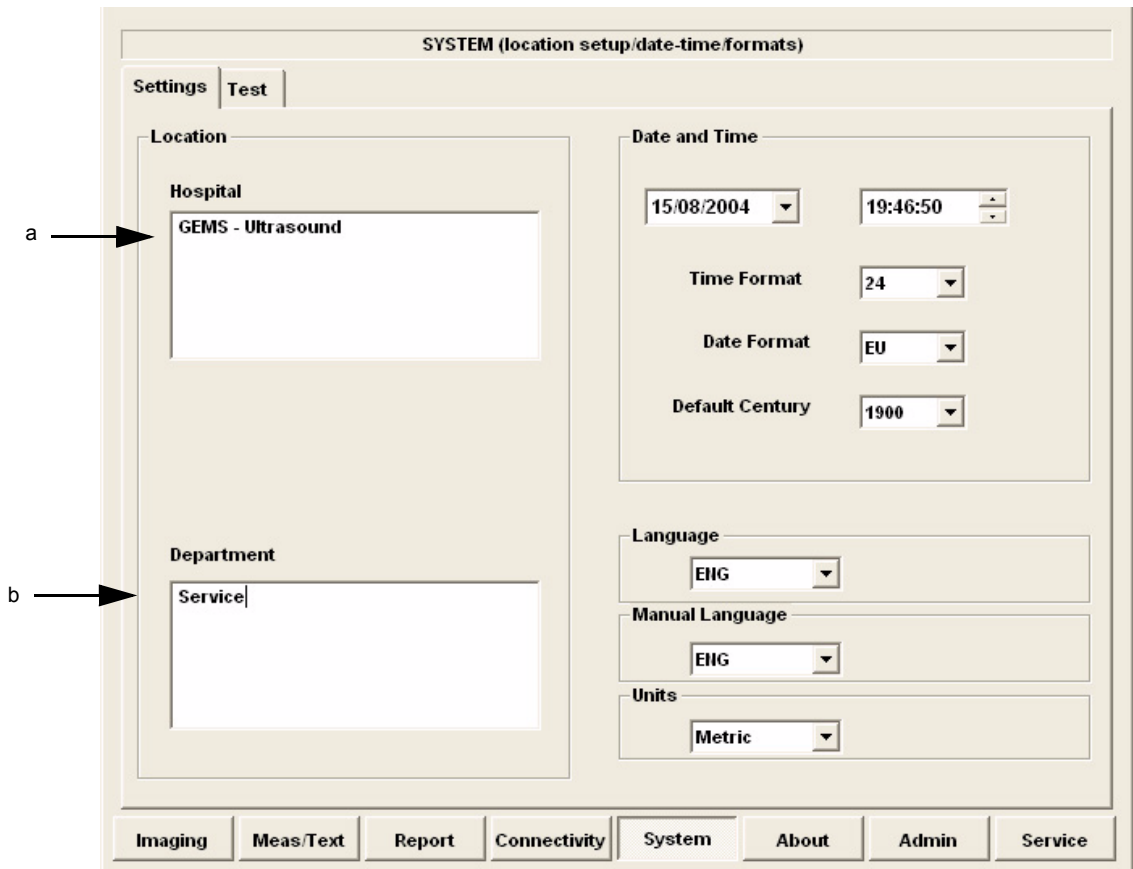 SYSTEM (location setup/date-time/formats)
Settings
Test
Location
Hospital
a
GEMS - Ultrasound
Department
b
Service
Date and Time
15/08/2004
19:46:50
Time Format
24
Date Format
EU
Default Century
1900
Language
ENG
Manual Language
ENG
Units
Metric
Imaging
Meas/Text
Report
Connectivity
System
About
Admin
Service